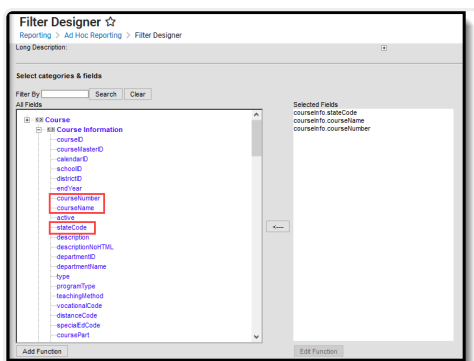 Filter Designer ☆
Reporting > Ad Hoc Reporting > Filter Designer
Long Description:
Select categories & fields
Filter By Search Clear
All Fields
Course
Course Information
courseID
courseMasterID
calendarID
schoolID
districtID
endYear
courseNumber
courseName
active
stateCode
description
descriptionNoHTML
departmentID
departmentName
type
programType
teachingMethod
vocationalCode
distanceCode
specialEdCode
coursePart
Add Function
<---
Selected Fields
courseInfo.stateCode
courseInfo.courseName
courseInfo.courseNumber
Edit Function